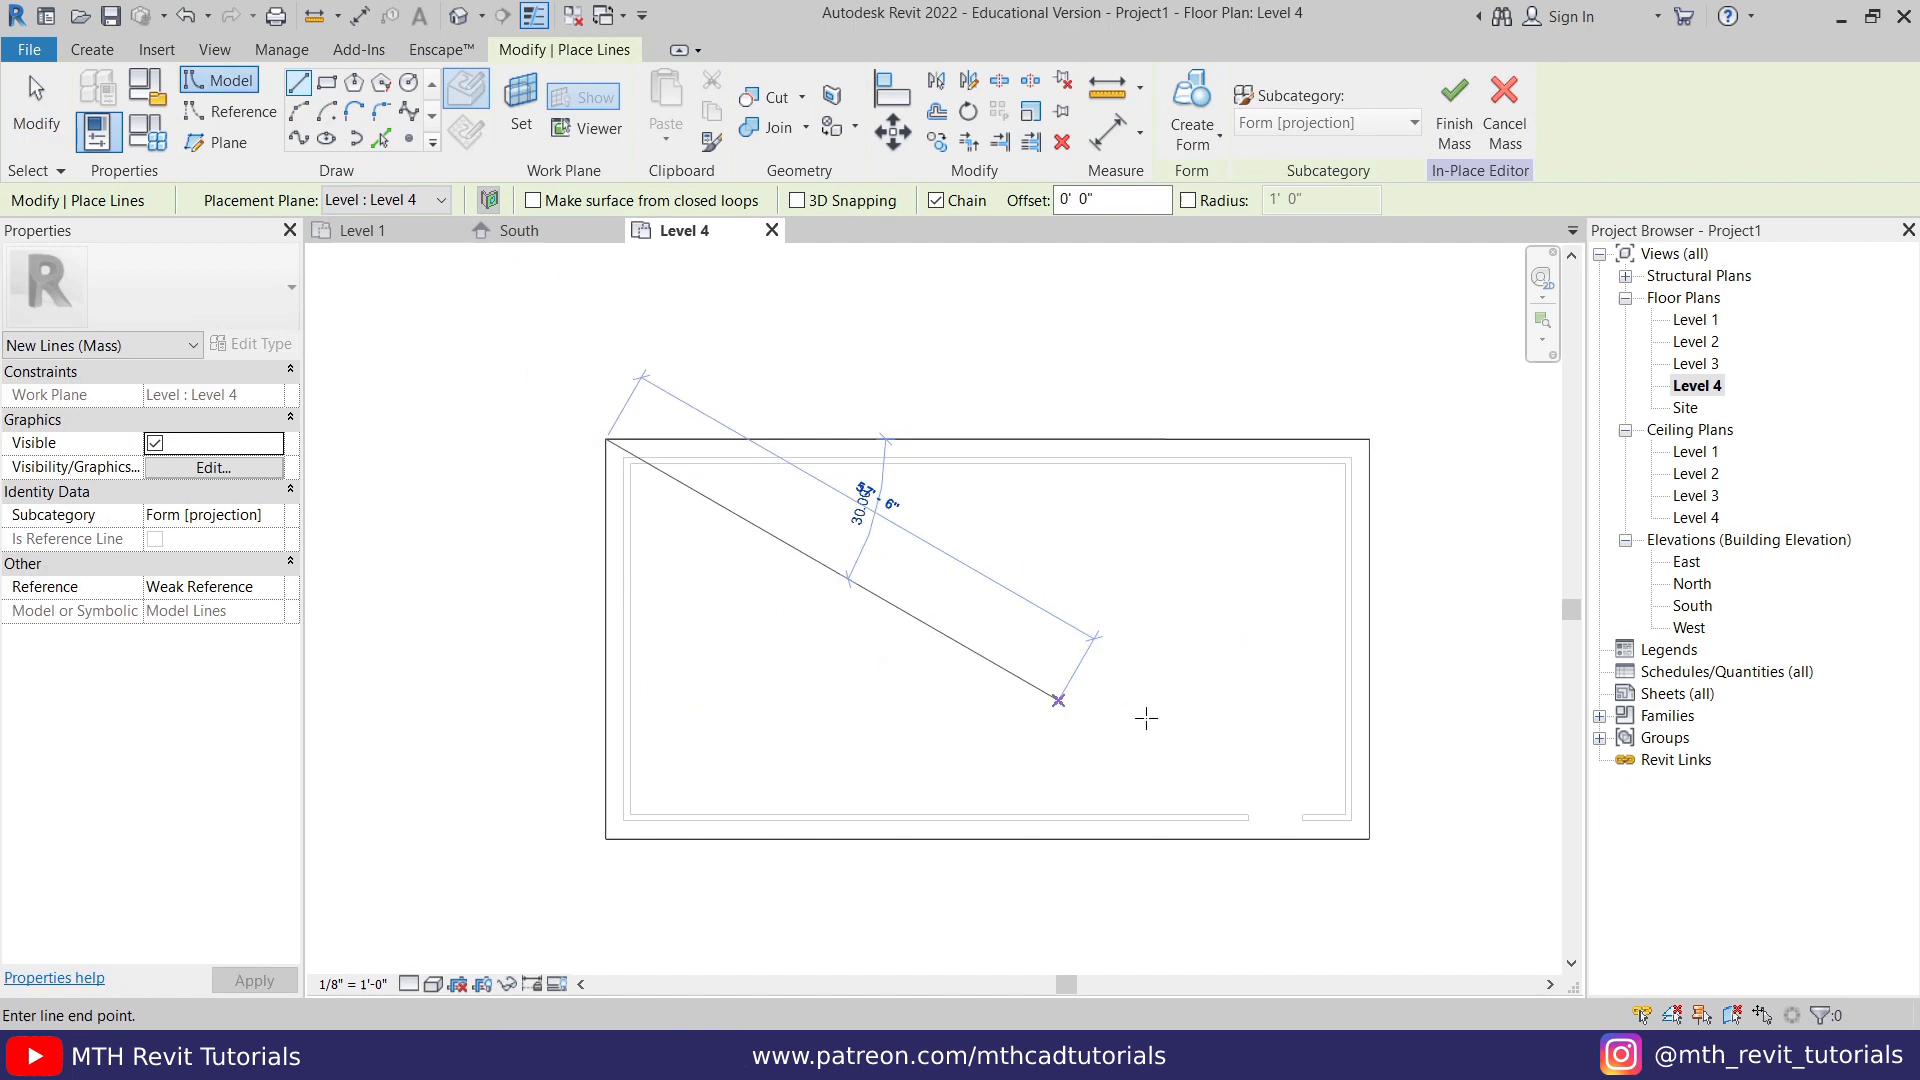 Autodesk Revit 2022 - Educational Version - Project1 - Floor Plan: Level 4
Sign In
File
Create
Insert
View
Manage
Add-Ins
Enscape™
Modify | Place Lines
Modify
Model
Reference
Plane
Set
Show
Viewer
Paste
Cut
Join
Create
Form
Subcategory:
Form [projection]
Finish
Mass
Cancel
Mass
Select
Properties
Draw
Work Plane
Clipboard
Geometry
Modify
Measure
Form
Subcategory
In-Place Editor
Modify | Place Lines
Placement Plane:
Level : Level 4
Make surface from closed loops
3D Snapping
Chain
Offset:
0' 0"
Radius:
1' 0"
Properties
Level 1
South
Level 4
Project Browser - Project1
R
New Lines (Mass)
Edit Type
Constraints
Work Plane
Level : Level 4
Graphics
Visible
Visibility/Graphics...
Edit...
Identity Data
Subcategory
Form [projection]
Is Reference Line
Other
Reference
Weak Reference
Model or Symbolic
Model Lines
Properties help
Apply
2D
Views (all)
Structural Plans
Floor Plans
Level 1
Level 2
Level 3
Level 4
Site
Ceiling Plans
Level 1
Level 2
Level 3
Level 4
Elevations (Building Elevation)
East
North
South
West
Legends
Schedules/Quantities (all)
Sheets (all)
Families
Groups
Revit Links
1/8" = 1'-0"
Enter line end point.
:0
MTH Revit Tutorials
www.patreon.com/mthcadtutorials
@mth_revit_tutorials